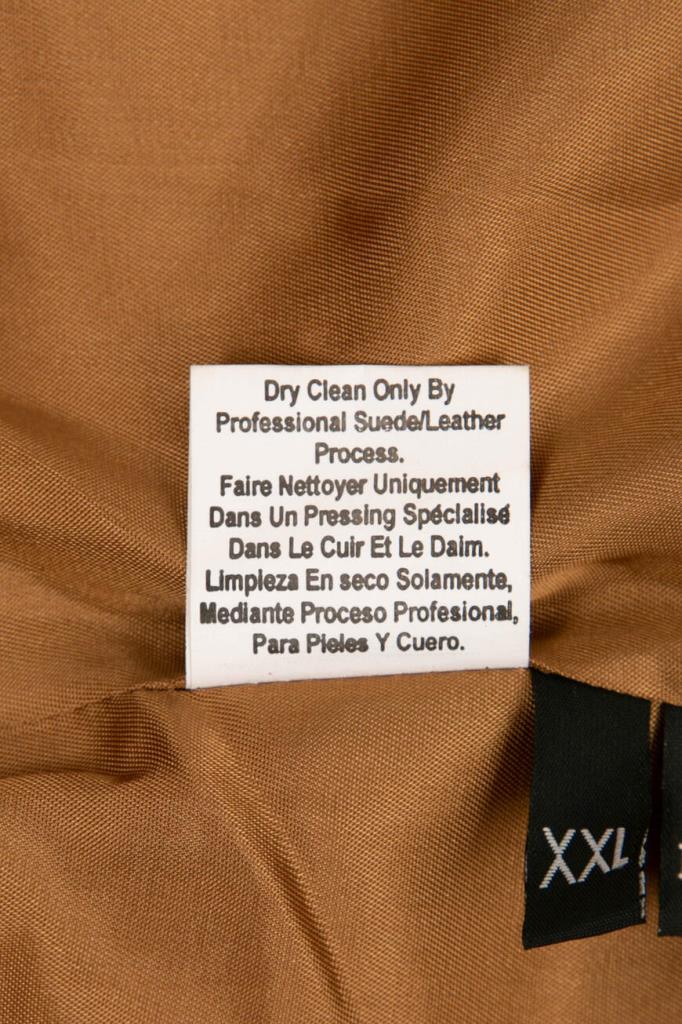 Dry Clean Only By
Professional Suede/Leather
Process.
Faire Nettoyer Uniquement
Dans Un Pressing Spécialisé
Dans Le Cuir Et Le Daim.
Limpieza En seco Solamente,
Mediante Proceso Profesional,
Para Pieles Y Cuero.
XXL